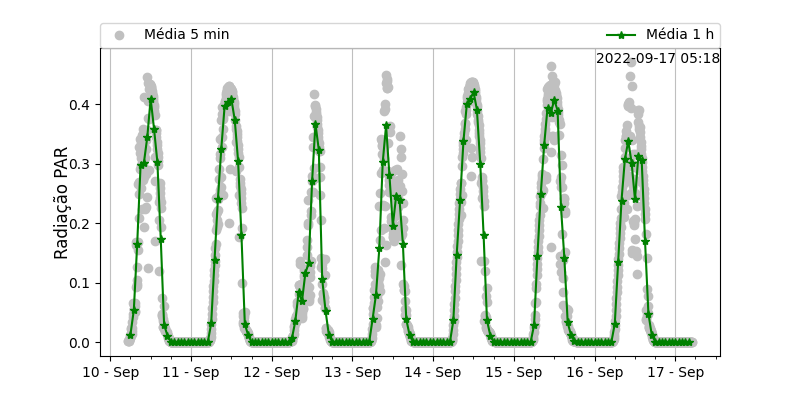 Média 5 min
Média 1 h
2022-09-17 05:18
Radiação PAR
0.4
0.3
0.2
0.1
0.0
10 - Sep
11 - Sep
12 - Sep
13 - Sep
14 - Sep
15 - Sep
16 - Sep
17 - Sep